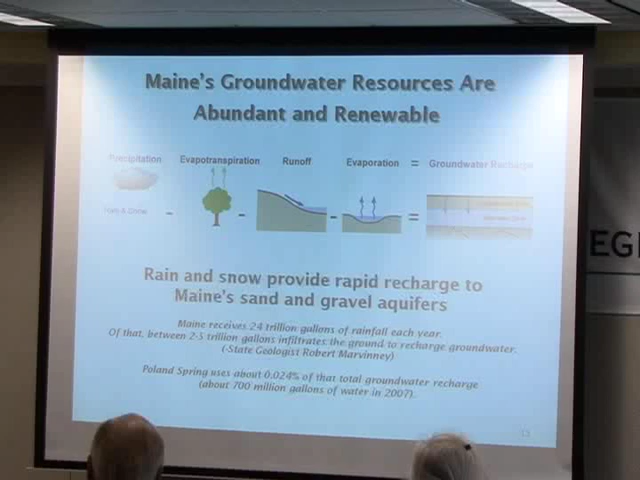 Maine's Groundwater Resources Are
Abundant and Renewable
Precipitation Evapotranspiration Runoff Evaporation = Groundwater Recharge
Rain & Snow - - - =
Rain and snow provide rapid recharge to
Maine's sand and gravel aquifers
Maine receives 24 trillion gallons of rainfall each year.
Of that, between 2-5 trillion gallons infiltrates the ground to recharge groundwater.
(-State Geologist Robert Marvinney)
Poland Spring uses about 0.024% of that total groundwater recharge
(about 700 million gallons of water in 2007).
13
EGI